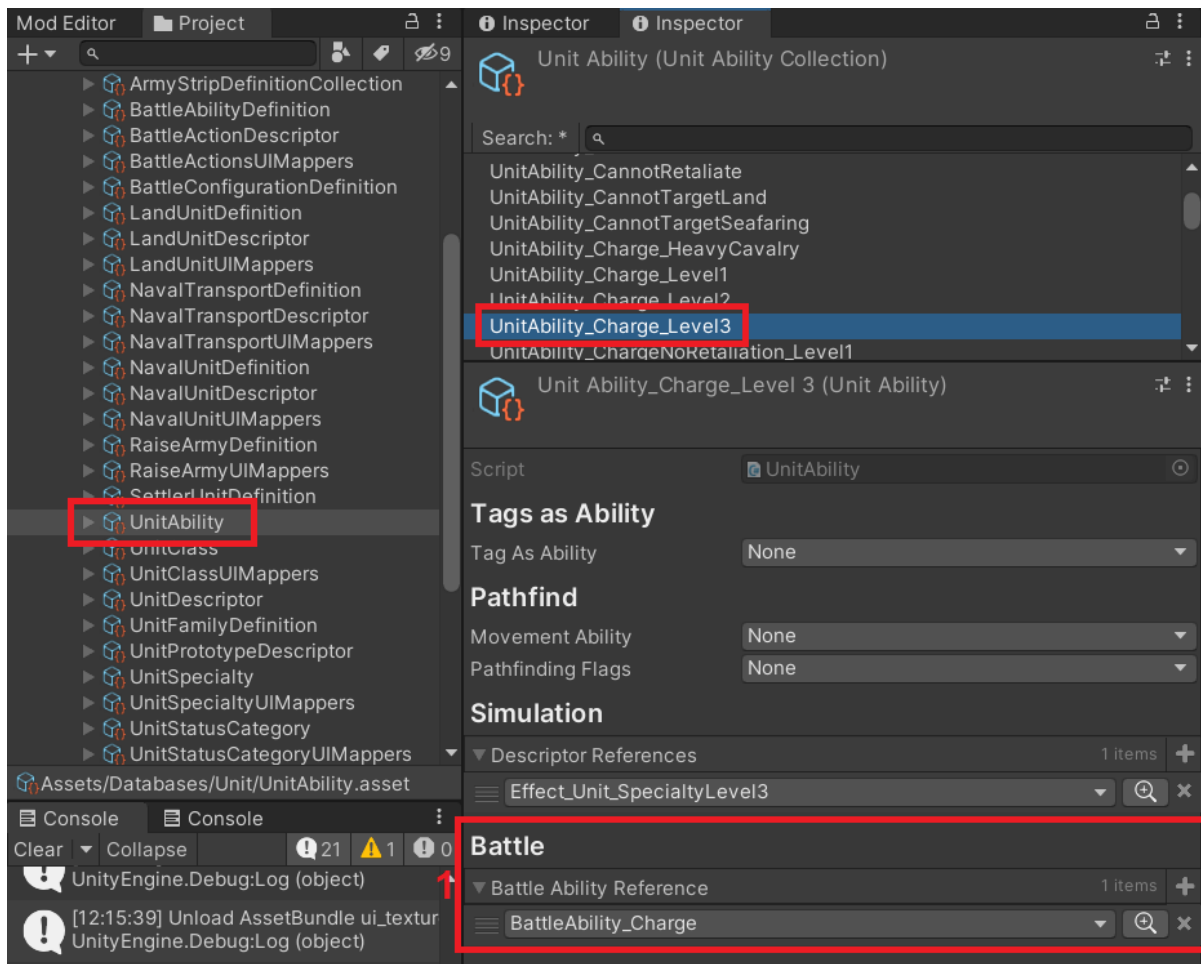 Mod Editor
Project
9
ArmyStripDefinitionCollection
BattleAbilityDefinition
BattleActionDescriptor
BattleActionsUIMappers
BattleConfigurationDefinition
LandUnitDefinition
LandUnitDescriptor
LandUnitUIMappers
NavalTransportDefinition
NavalTransportDescriptor
NavalTransportUIMappers
NavalUnitDefinition
NavalUnitDescriptor
NavalUnitUIMappers
RaiseArmyDefinition
RaiseArmyUIMappers
SettlerUnitDefinition
UnitAbility
UnitClass
UnitClassUIMappers
UnitDescriptor
UnitFamilyDefinition
UnitPrototypeDescriptor
UnitSpecialty
UnitSpecialtyUIMappers
UnitStatusCategory
UnitStatusCategoryUIMappers
Assets/Databases/Unit/UnitAbility.asset
Console
Console
Clear
Collapse
21
1
0
UnityEngine.Debug:Log (object)
[12:15:39] Unload AssetBundle ui_textur
UnityEngine.Debug:Log (object)
Inspector
Inspector
Unit Ability (Unit Ability Collection)
Search: *
UnitAbility_CannotRetaliate
UnitAbility_CannotTargetLand
UnitAbility_CannotTargetSeafaring
UnitAbility_Charge_HeavyCavalry
UnitAbility_Charge_Level1
UnitAbility_Charge_Level2
UnitAbility_Charge_Level3
UnitAbility_ChargeNoRetaliation_Level1
Unit Ability_Charge_Level 3 (Unit Ability)
Script
UnitAbility
Tags as Ability
Tag As Ability
None
Pathfind
Movement Ability
None
Pathfinding Flags
None
Simulation
Descriptor References
1 items
Effect_Unit_SpecialtyLevel3
1
Battle
Battle Ability Reference
1 items
BattleAbility_Charge